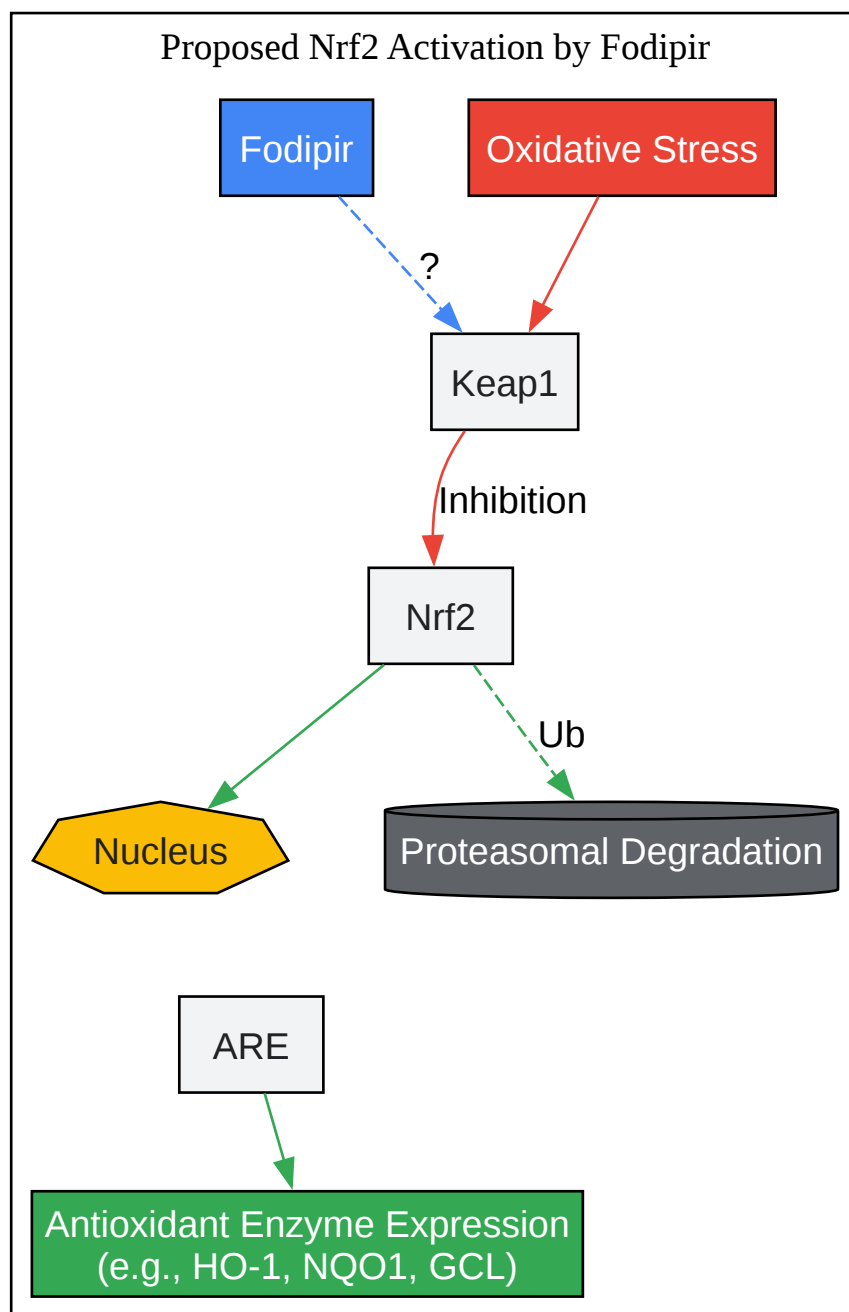 Proposed Nrf2 Activation by Fodipir
Fodipir
Oxidative Stress
?
Keap1
Inhibition
Nrf2
Ub
Nucleus
Proteasomal Degradation
ARE
Antioxidant Enzyme Expression
(e.g., HO-1, NQO1, GCL)